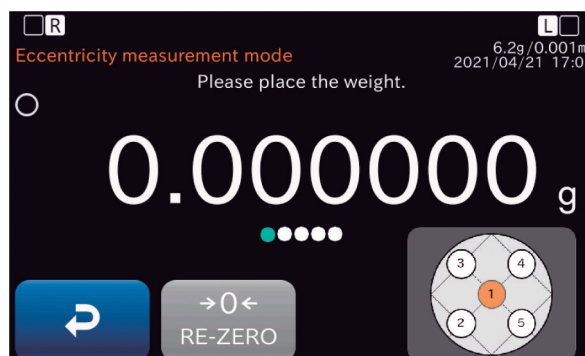 R L
Eccentricity measurement mode
6.2g/0.001m
2021/04/21 17:0
Please place the weight.
0.000000 g
3 4
1
2 5
→0←
RE-ZERO